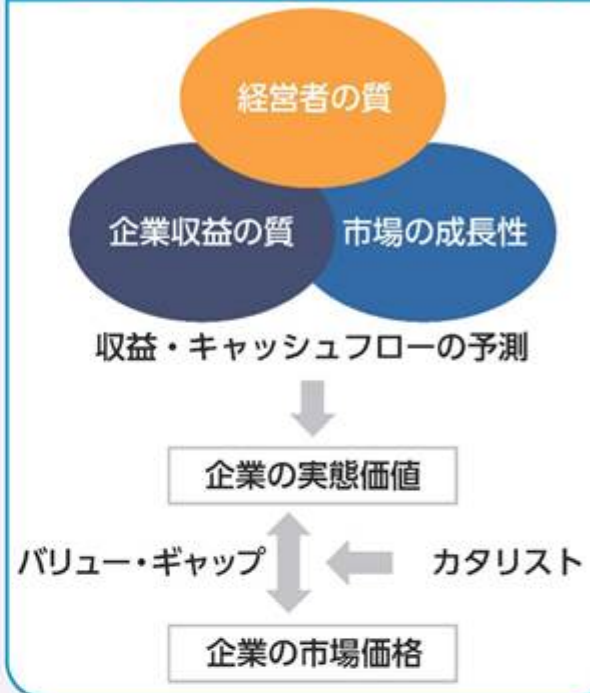 経営者の質
企業収益の質
市場の成長性
収益・キャッシュフローの予測
企業の実態価値
バリュー・ギャップ
カタリスト
企業の市場価格